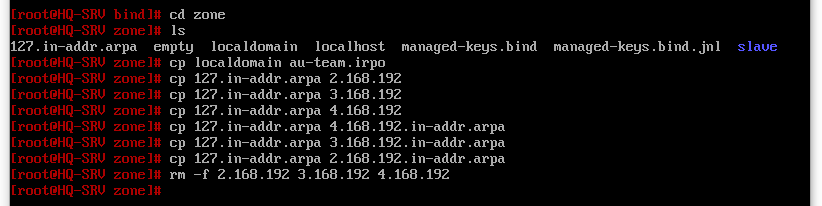 [root@HQ-SRV bind]# cd zone
[root@HQ-SRV zone]# ls
127.in-addr.arpa  empty  localdomain  localhost  managed-keys.bind  managed-keys.bind.jnl  slave
[root@HQ-SRV zone]# cp localdomain au-team.irpo
[root@HQ-SRV zone]# cp 127.in-addr.arpa 2.168.192
[root@HQ-SRV zone]# cp 127.in-addr.arpa 3.168.192
[root@HQ-SRV zone]# cp 127.in-addr.arpa 4.168.192
[root@HQ-SRV zone]# cp 127.in-addr.arpa 4.168.192.in-addr.arpa
[root@HQ-SRV zone]# cp 127.in-addr.arpa 3.168.192.in-addr.arpa
[root@HQ-SRV zone]# cp 127.in-addr.arpa 2.168.192.in-addr.arpa
[root@HQ-SRV zone]# rm -f 2.168.192 3.168.192 4.168.192
[root@HQ-SRV zone]#